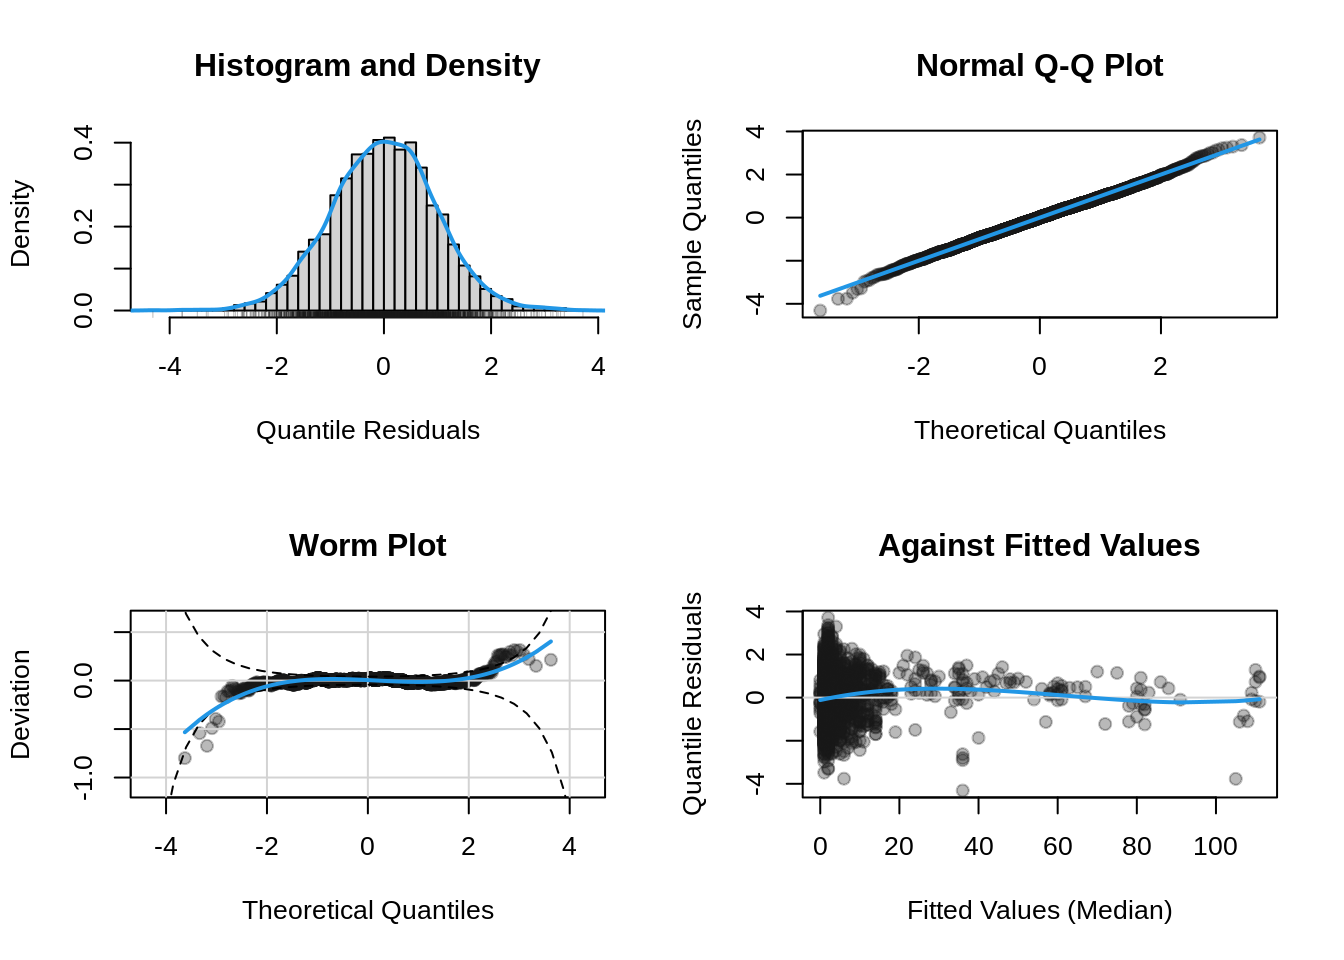 Histogram and Density
Density
0.0 0.2 0.4
-4 -2 0 2 4
Quantile Residuals
Normal Q-Q Plot
Sample Quantiles
-4 0 2 4
-2 0 2
Theoretical Quantiles
Worm Plot
Deviation
-1.0 0.0
-4 -2 0 2 4
Theoretical Quantiles
Against Fitted Values
Quantile Residuals
-4 0 2 4
0 20 40 60 80 100
Fitted Values (Median)